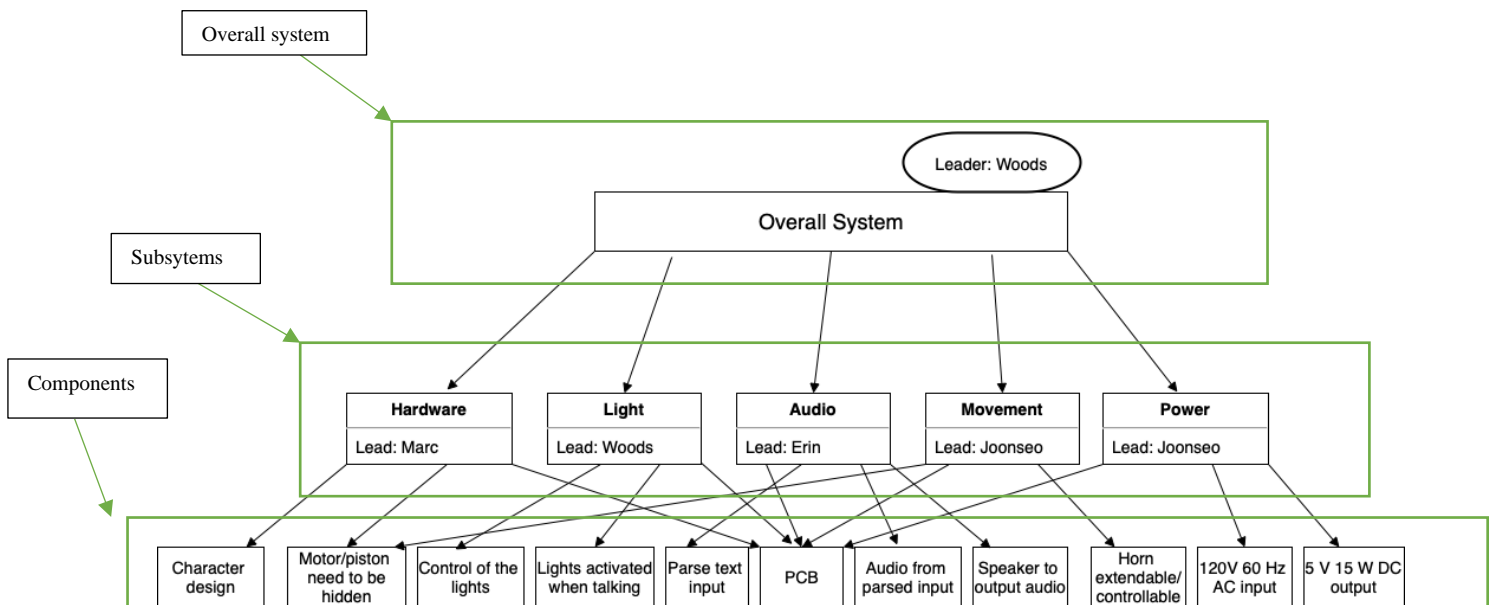 Overall system
Leader: Woods
Overall System
Subsytems
Components
Hardware
Lead: Marc
Light
Lead: Woods
Audio
Lead: Erin
Movement
Lead: Joonseo
Power
Lead: Joonseo
Character
design
Motor/piston
need to be
hidden
Control of the
lights
Lights activated
when talking
Parse text
input
PCB
Audio from
parsed input
Speaker to
output audio
Horn
extendable/
controllable
120V 60 Hz
AC input
5 V 15 W DC
output